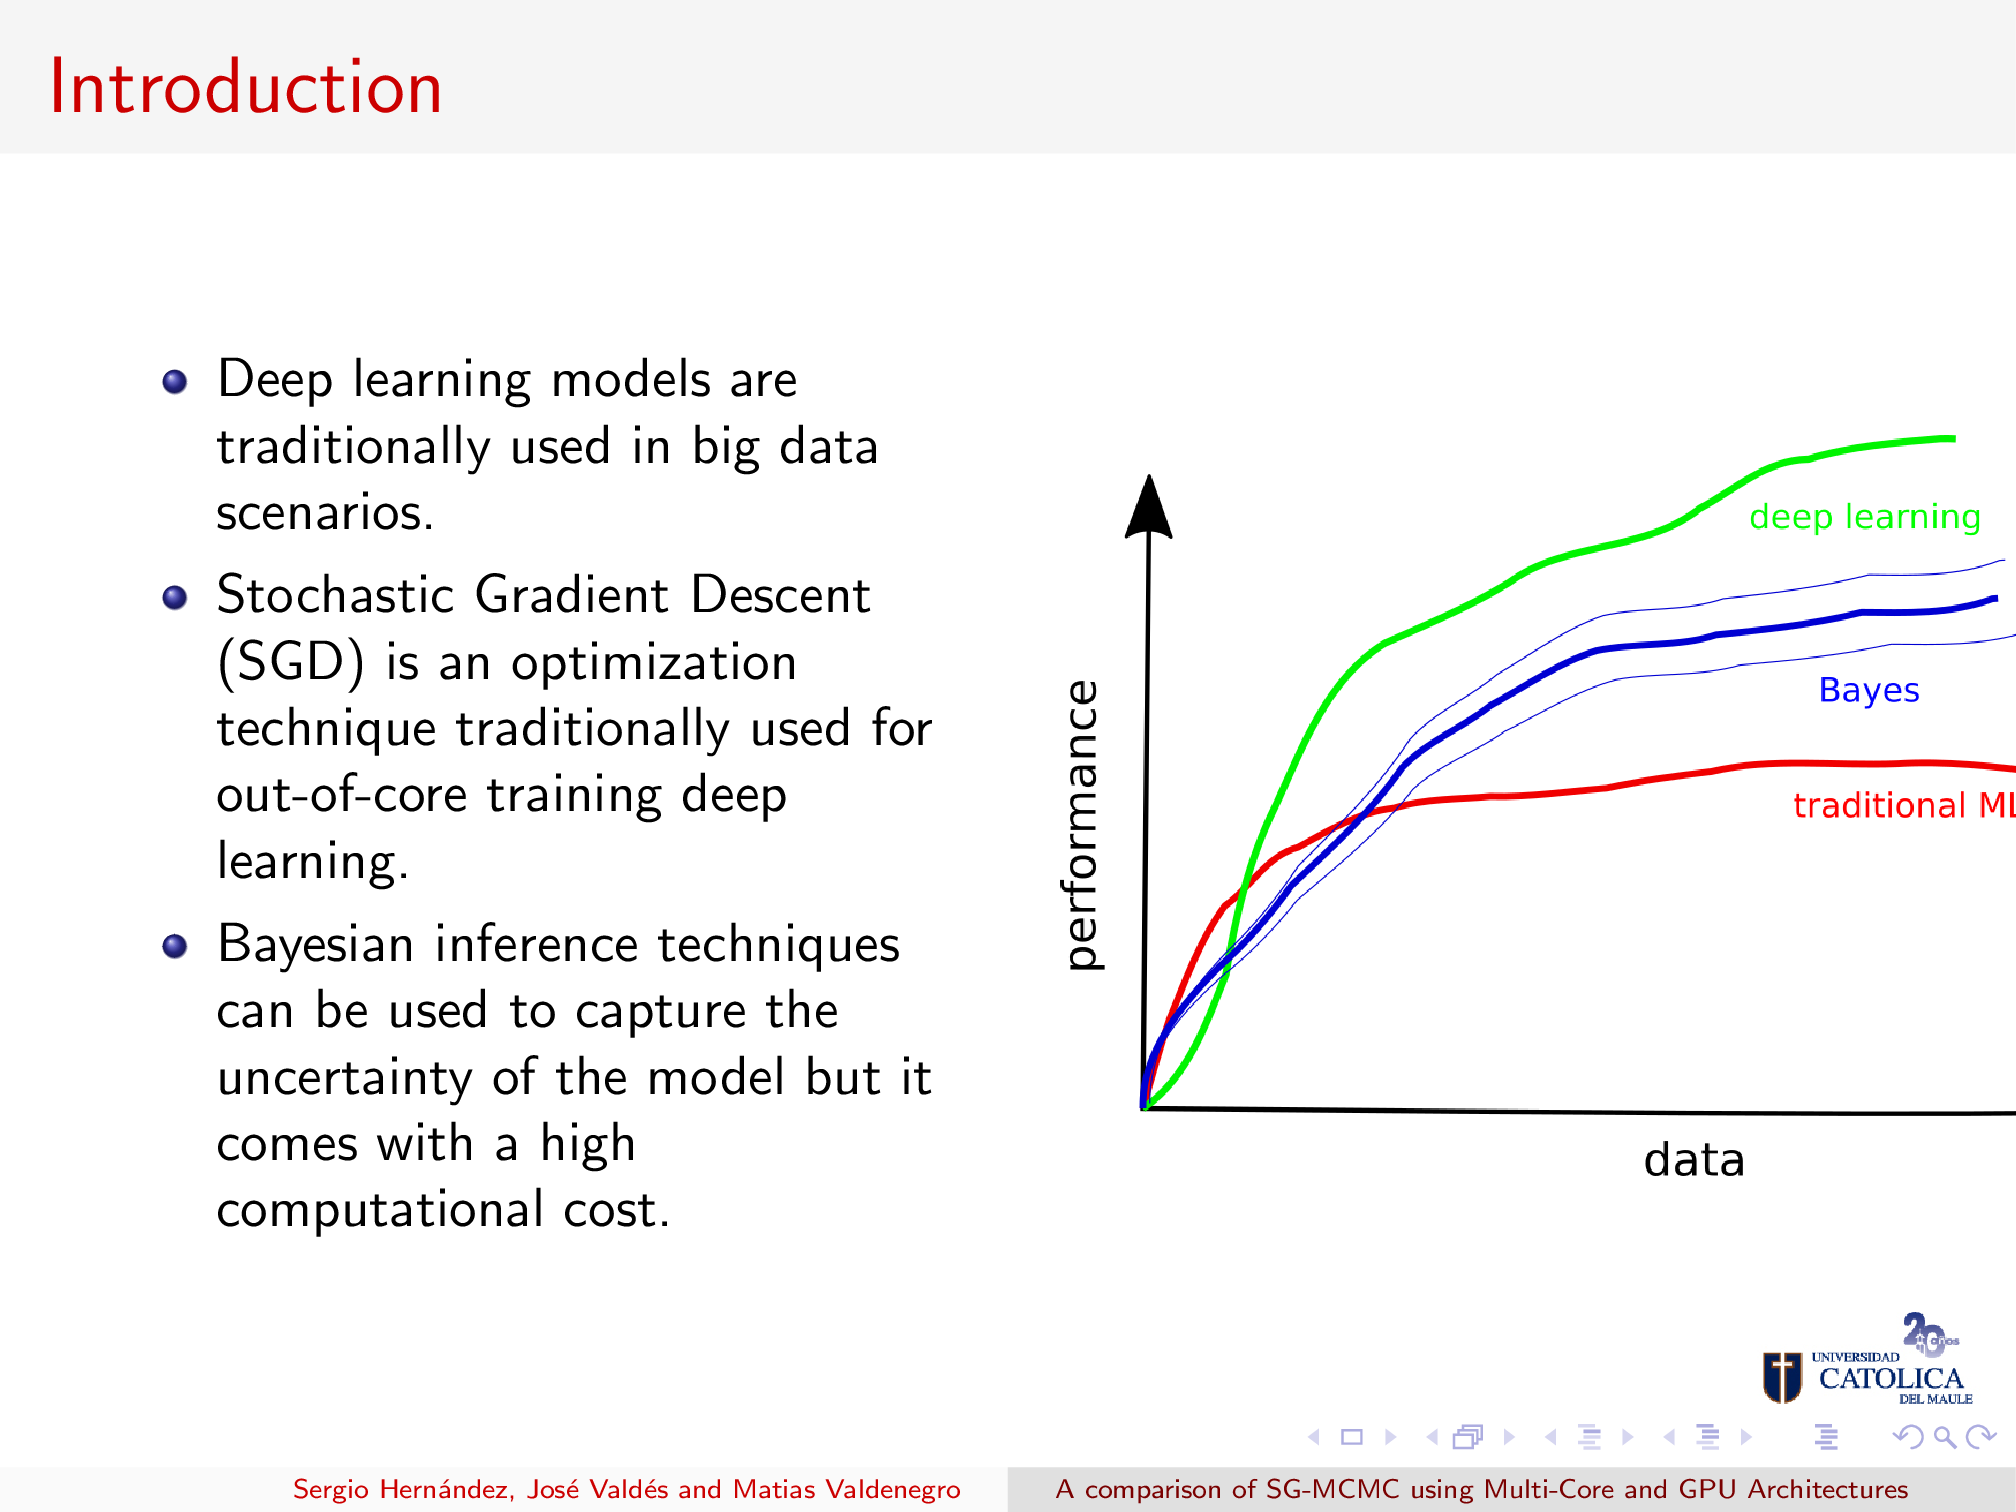 Introduction
Deep learning models are
traditionally used in big data
scenarios.
Stochastic Gradient Descent
(SGD) is an optimization
technique traditionally used for
out-of-core training deep
learning.
Bayesian inference techniques
can be used to capture the
uncertainty of the model but it
comes with a high
computational cost.
performance
deep learning
Bayes
traditional ML
data
20 años
UNIVERSIDAD
CATOLICA
DEL MAULE
Sergio Hernández, José Valdés and Matias Valdenegro
A comparison of SG-MCMC using Multi-Core and GPU Architectures